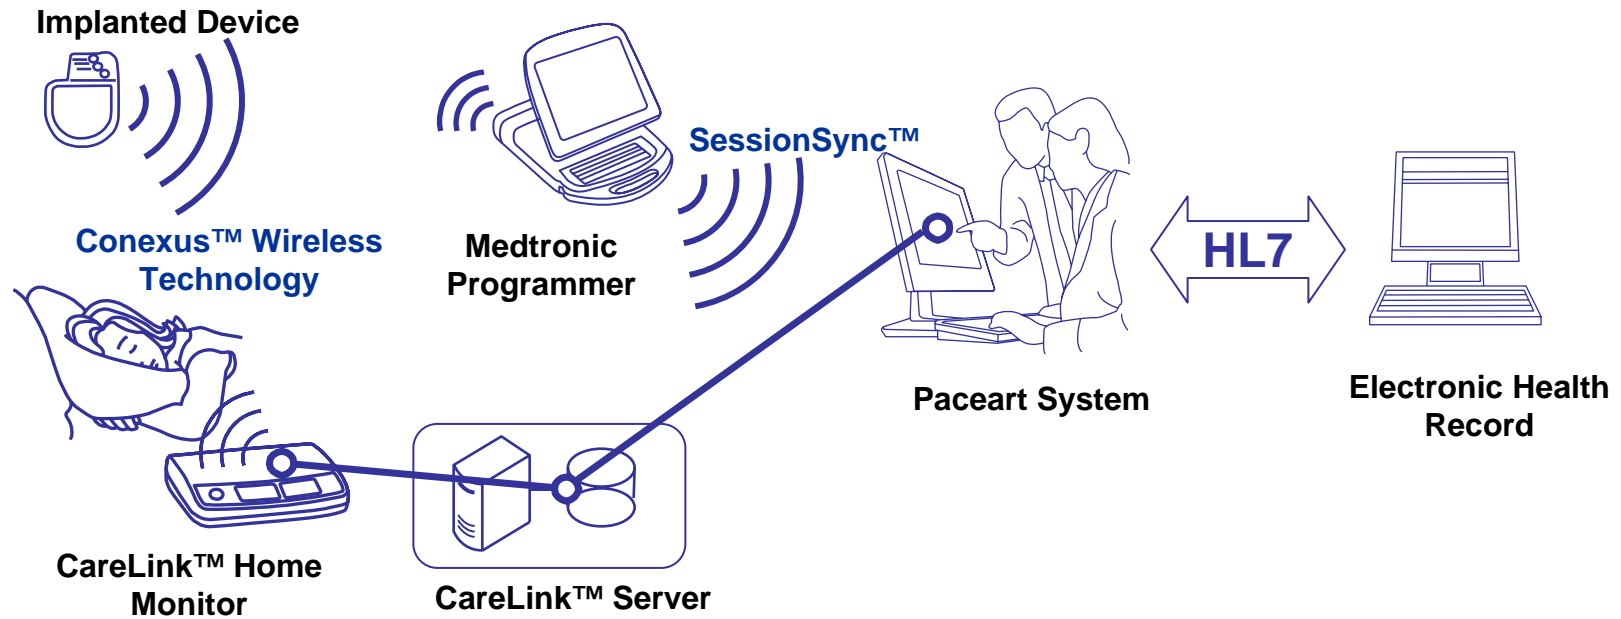 Implanted Device
SessionSync™
Conexus™ Wireless
Technology
Medtronic
Programmer
HL7
Paceart System
Electronic Health
Record
CareLink™ Home
Monitor
CareLink™ Server